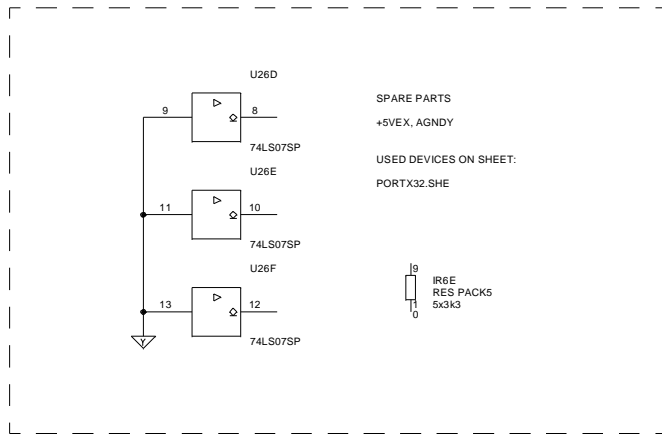 U26D
9
8
74LS07SP
U26E
11
10
74LS07SP
U26F
13
12
74LS07SP
Y
SPARE PARTS
+5VEX, AGNDY
USED DEVICES ON SHEET:
PORTX32.SHE
9
IR6E
RES PACK5
5x3k3
1
0